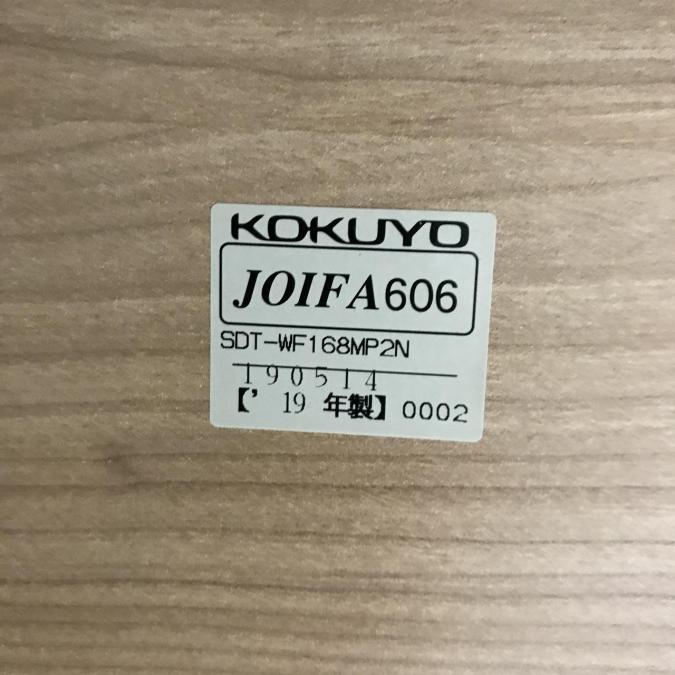 KOKUYO
JOIFA606
SDT-WF168MP2N
190514
【' 19 年製】 0002